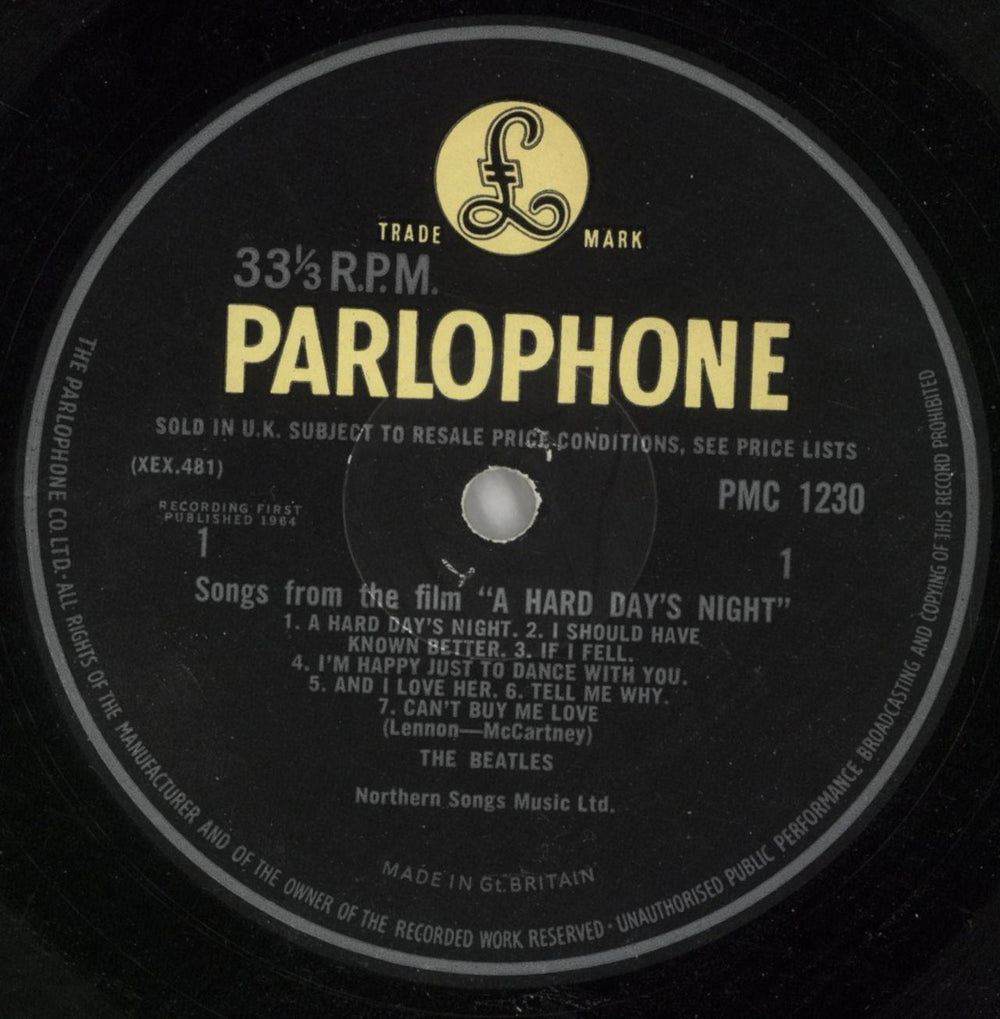 £
TRADE MARK
33⅓ R.P.M.
PARLOPHONE
SOLD IN U.K. SUBJECT TO RESALE PRICE CONDITIONS, SEE PRICE LISTS
(XEX.481)
PMC 1230
RECORDING FIRST
PUBLISHED 1964
1
1
Songs from the film "A HARD DAY'S NIGHT"
1. A HARD DAY'S NIGHT. 2. I SHOULD HAVE
KNOWN BETTER. 3. IF I FELL.
4. I'M HAPPY JUST TO DANCE WITH YOU.
5. AND I LOVE HER. 6. TELL ME WHY.
7. CAN'T BUY ME LOVE
(Lennon—McCartney)
THE BEATLES
Northern Songs Music Ltd.
MADE IN Gt. BRITAIN
THE PARLOPHONE CO. LTD. · ALL RIGHTS OF THE MANUFACTURER AND OF THE OWNER OF THE RECORDED WORK RESERVED · UNAUTHORISED PUBLIC PERFORMANCE BROADCASTING AND COPYING OF THIS RECORD PROHIBITED